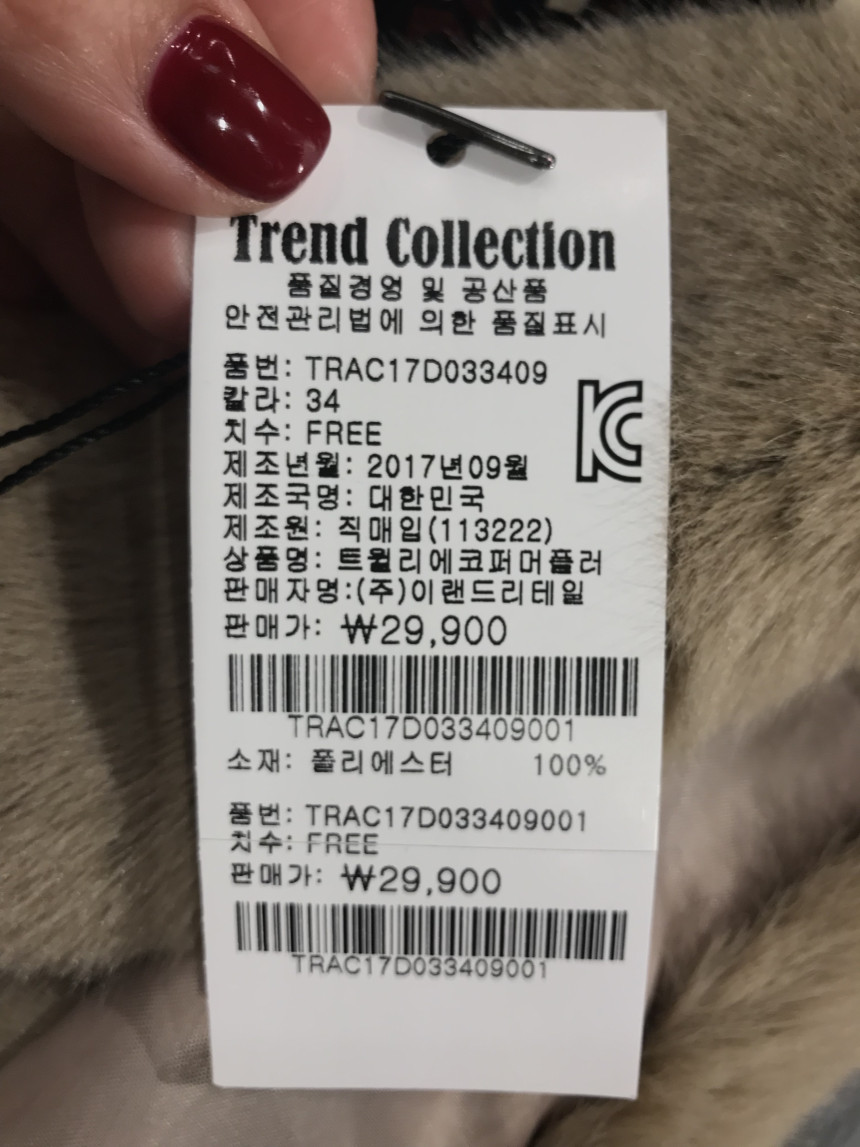 Trend Collection
품질경영 및 공산품
안전관리법에 의한 품질표시
품번: TRAC17D033409
칼라: 34
치수: FREE
제조년월: 2017년09월
제조국명: 대한민국
제조원: 직매입(113222)
상품명: 트윌리에코퍼머플러
판매자명:(주)이랜드리테일
판매가: ₩29,900
TRAC17D033409001
소재: 폴리에스터 100%
품번: TRAC17D033409001
치수: FREE
판매가: ₩29,900
TRAC17D033409001